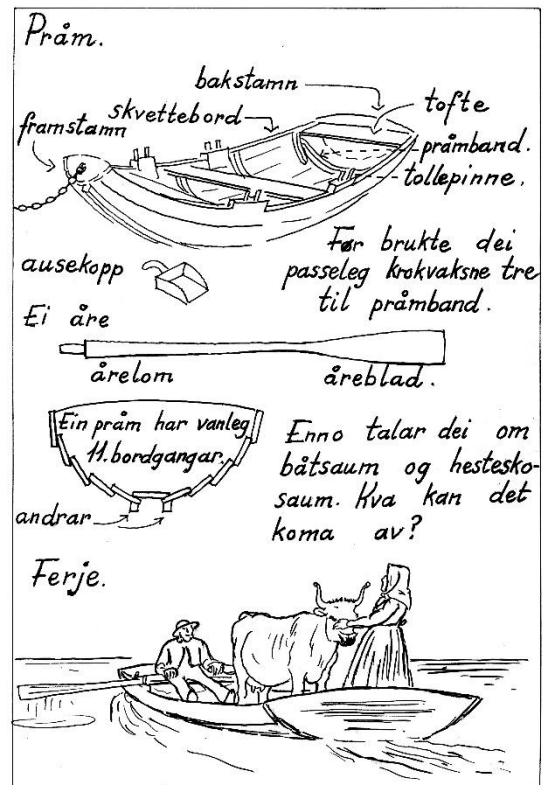 Pråm.
bakstamn
tofte
skvettebord
framstamn
pråmband.
tollepinne.
Før brukte dei
passeleg krokvaksne tre
til pråmband.
ausekopp
Ei åre
årelom
åreblad.
Ein pråm har vanleg
11. bordgangar.
andrar
Enno talar dei om
båtsaum og hestesko-
saum. Kva kan det
koma av?
Ferje.